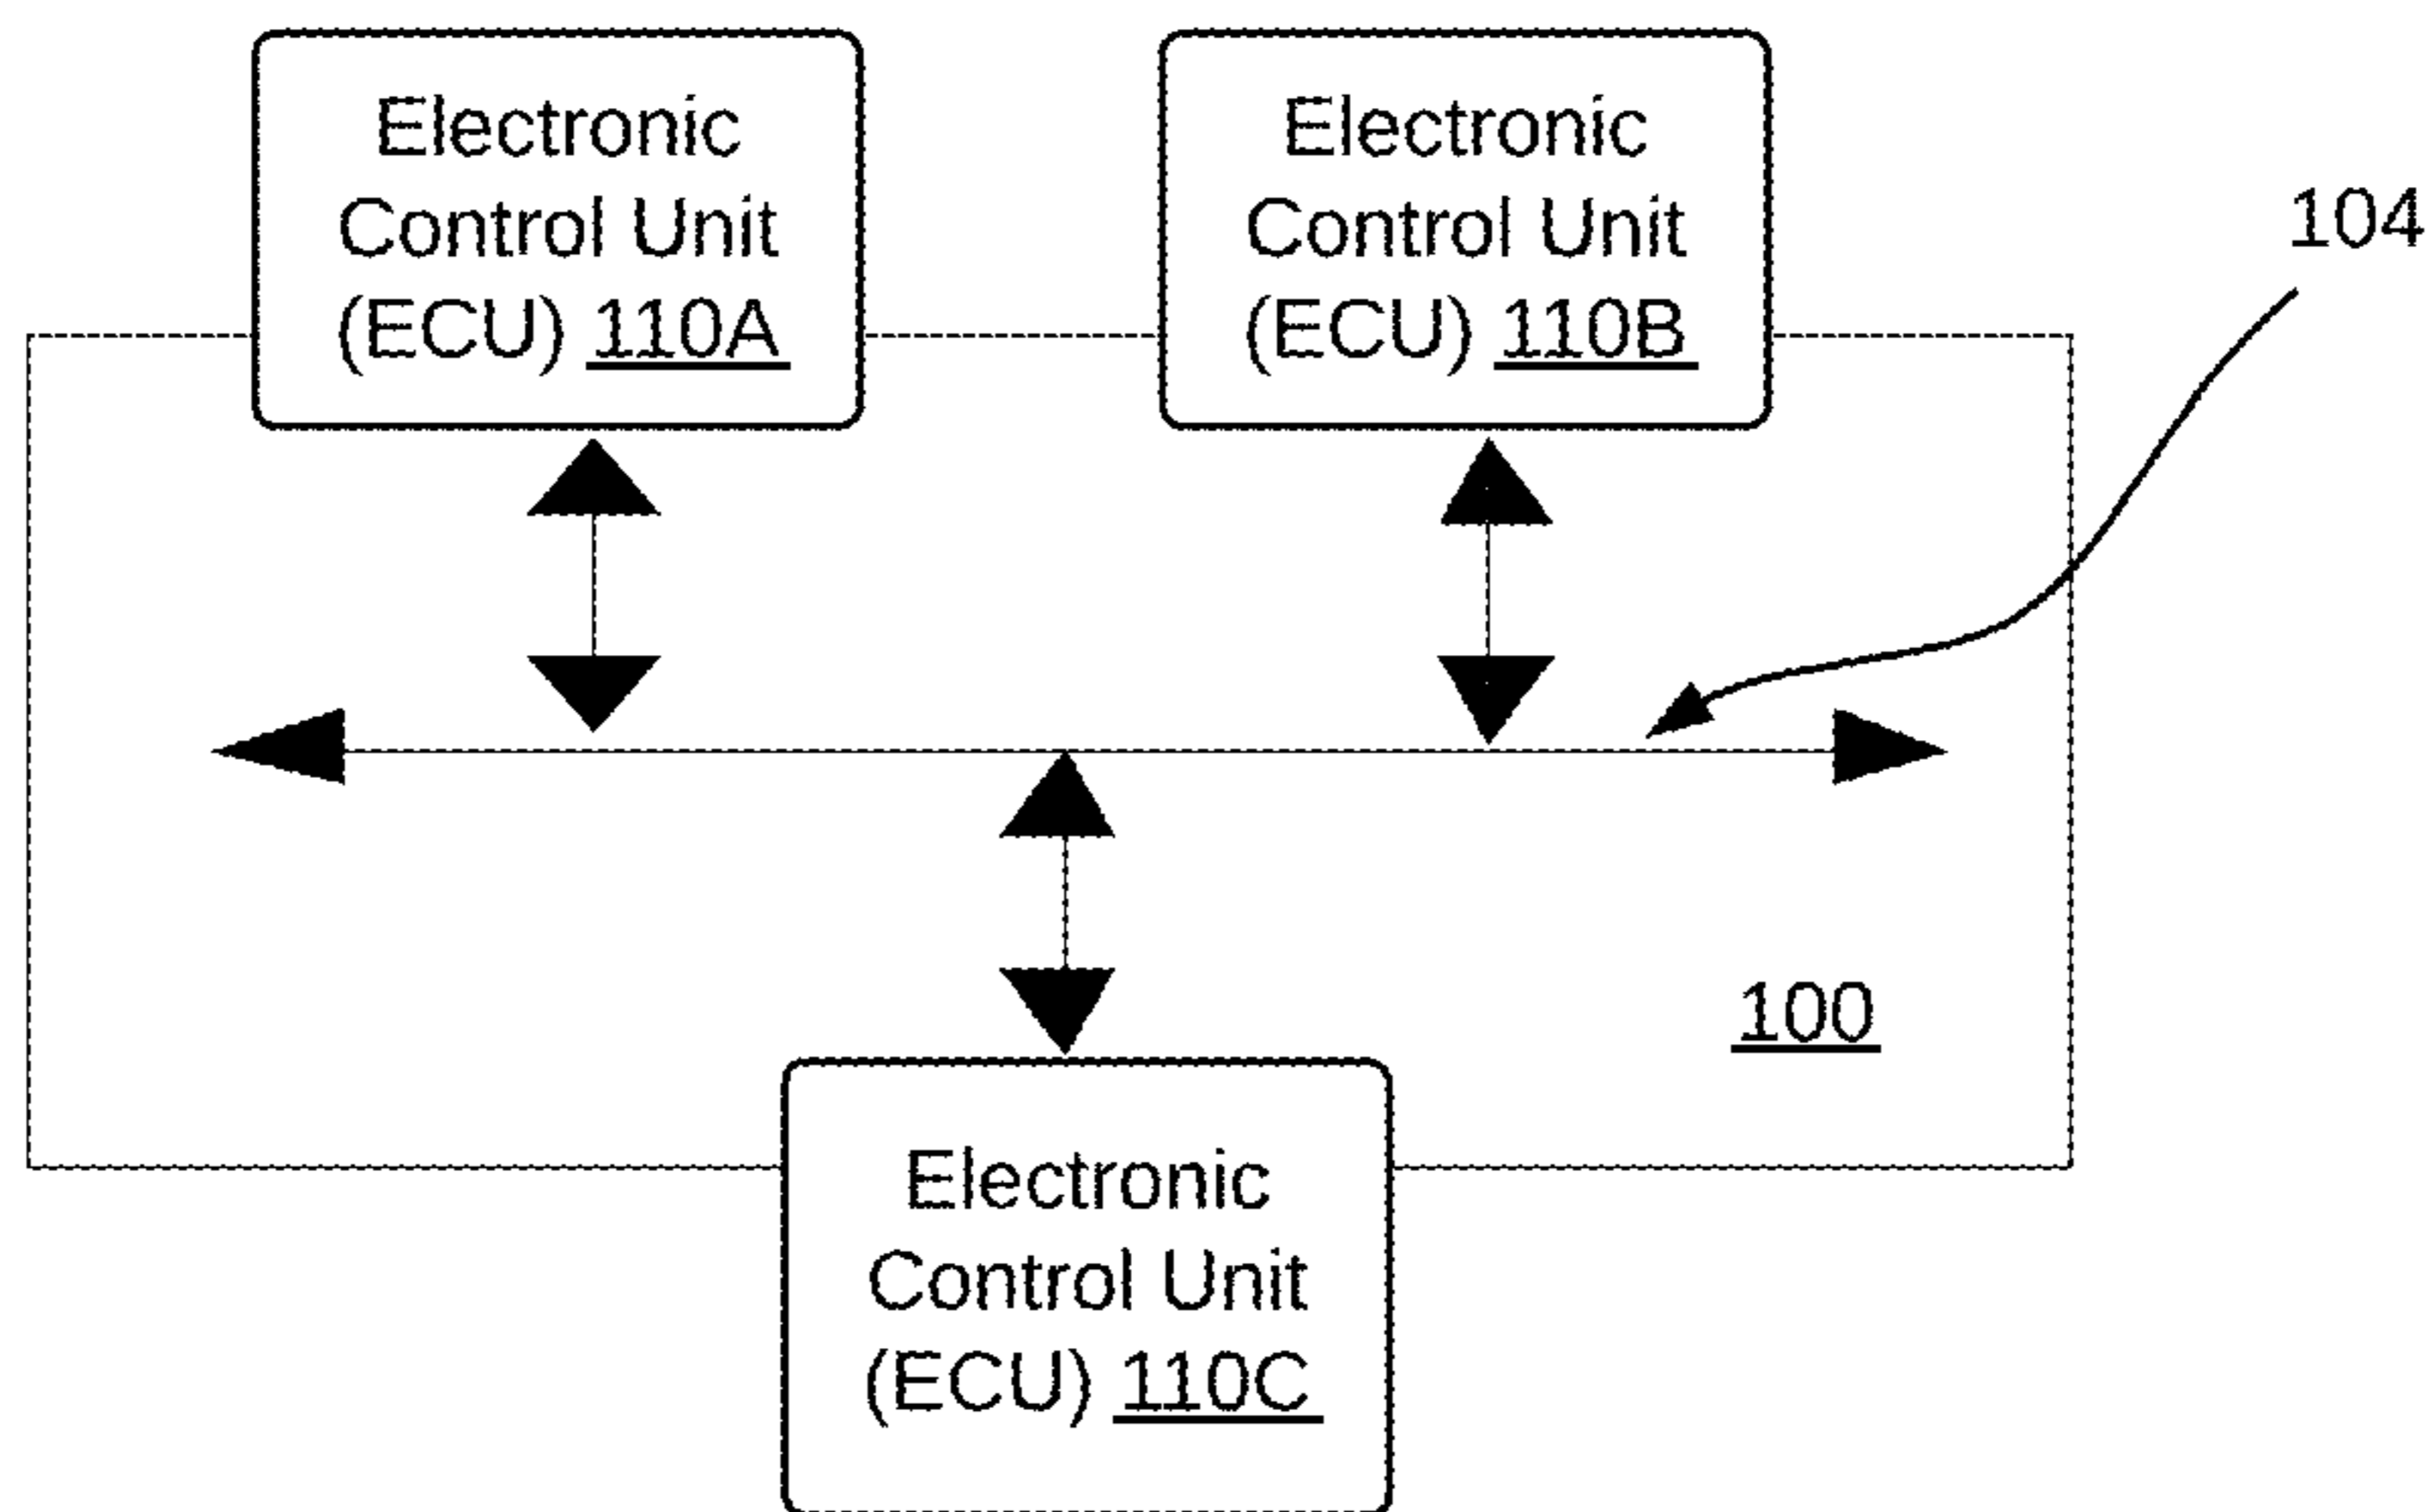 Electronic
Control Unit
(ECU) 110A
Electronic
Control Unit
(ECU) 110B
104
100
Electronic
Control Unit
(ECU) 110C